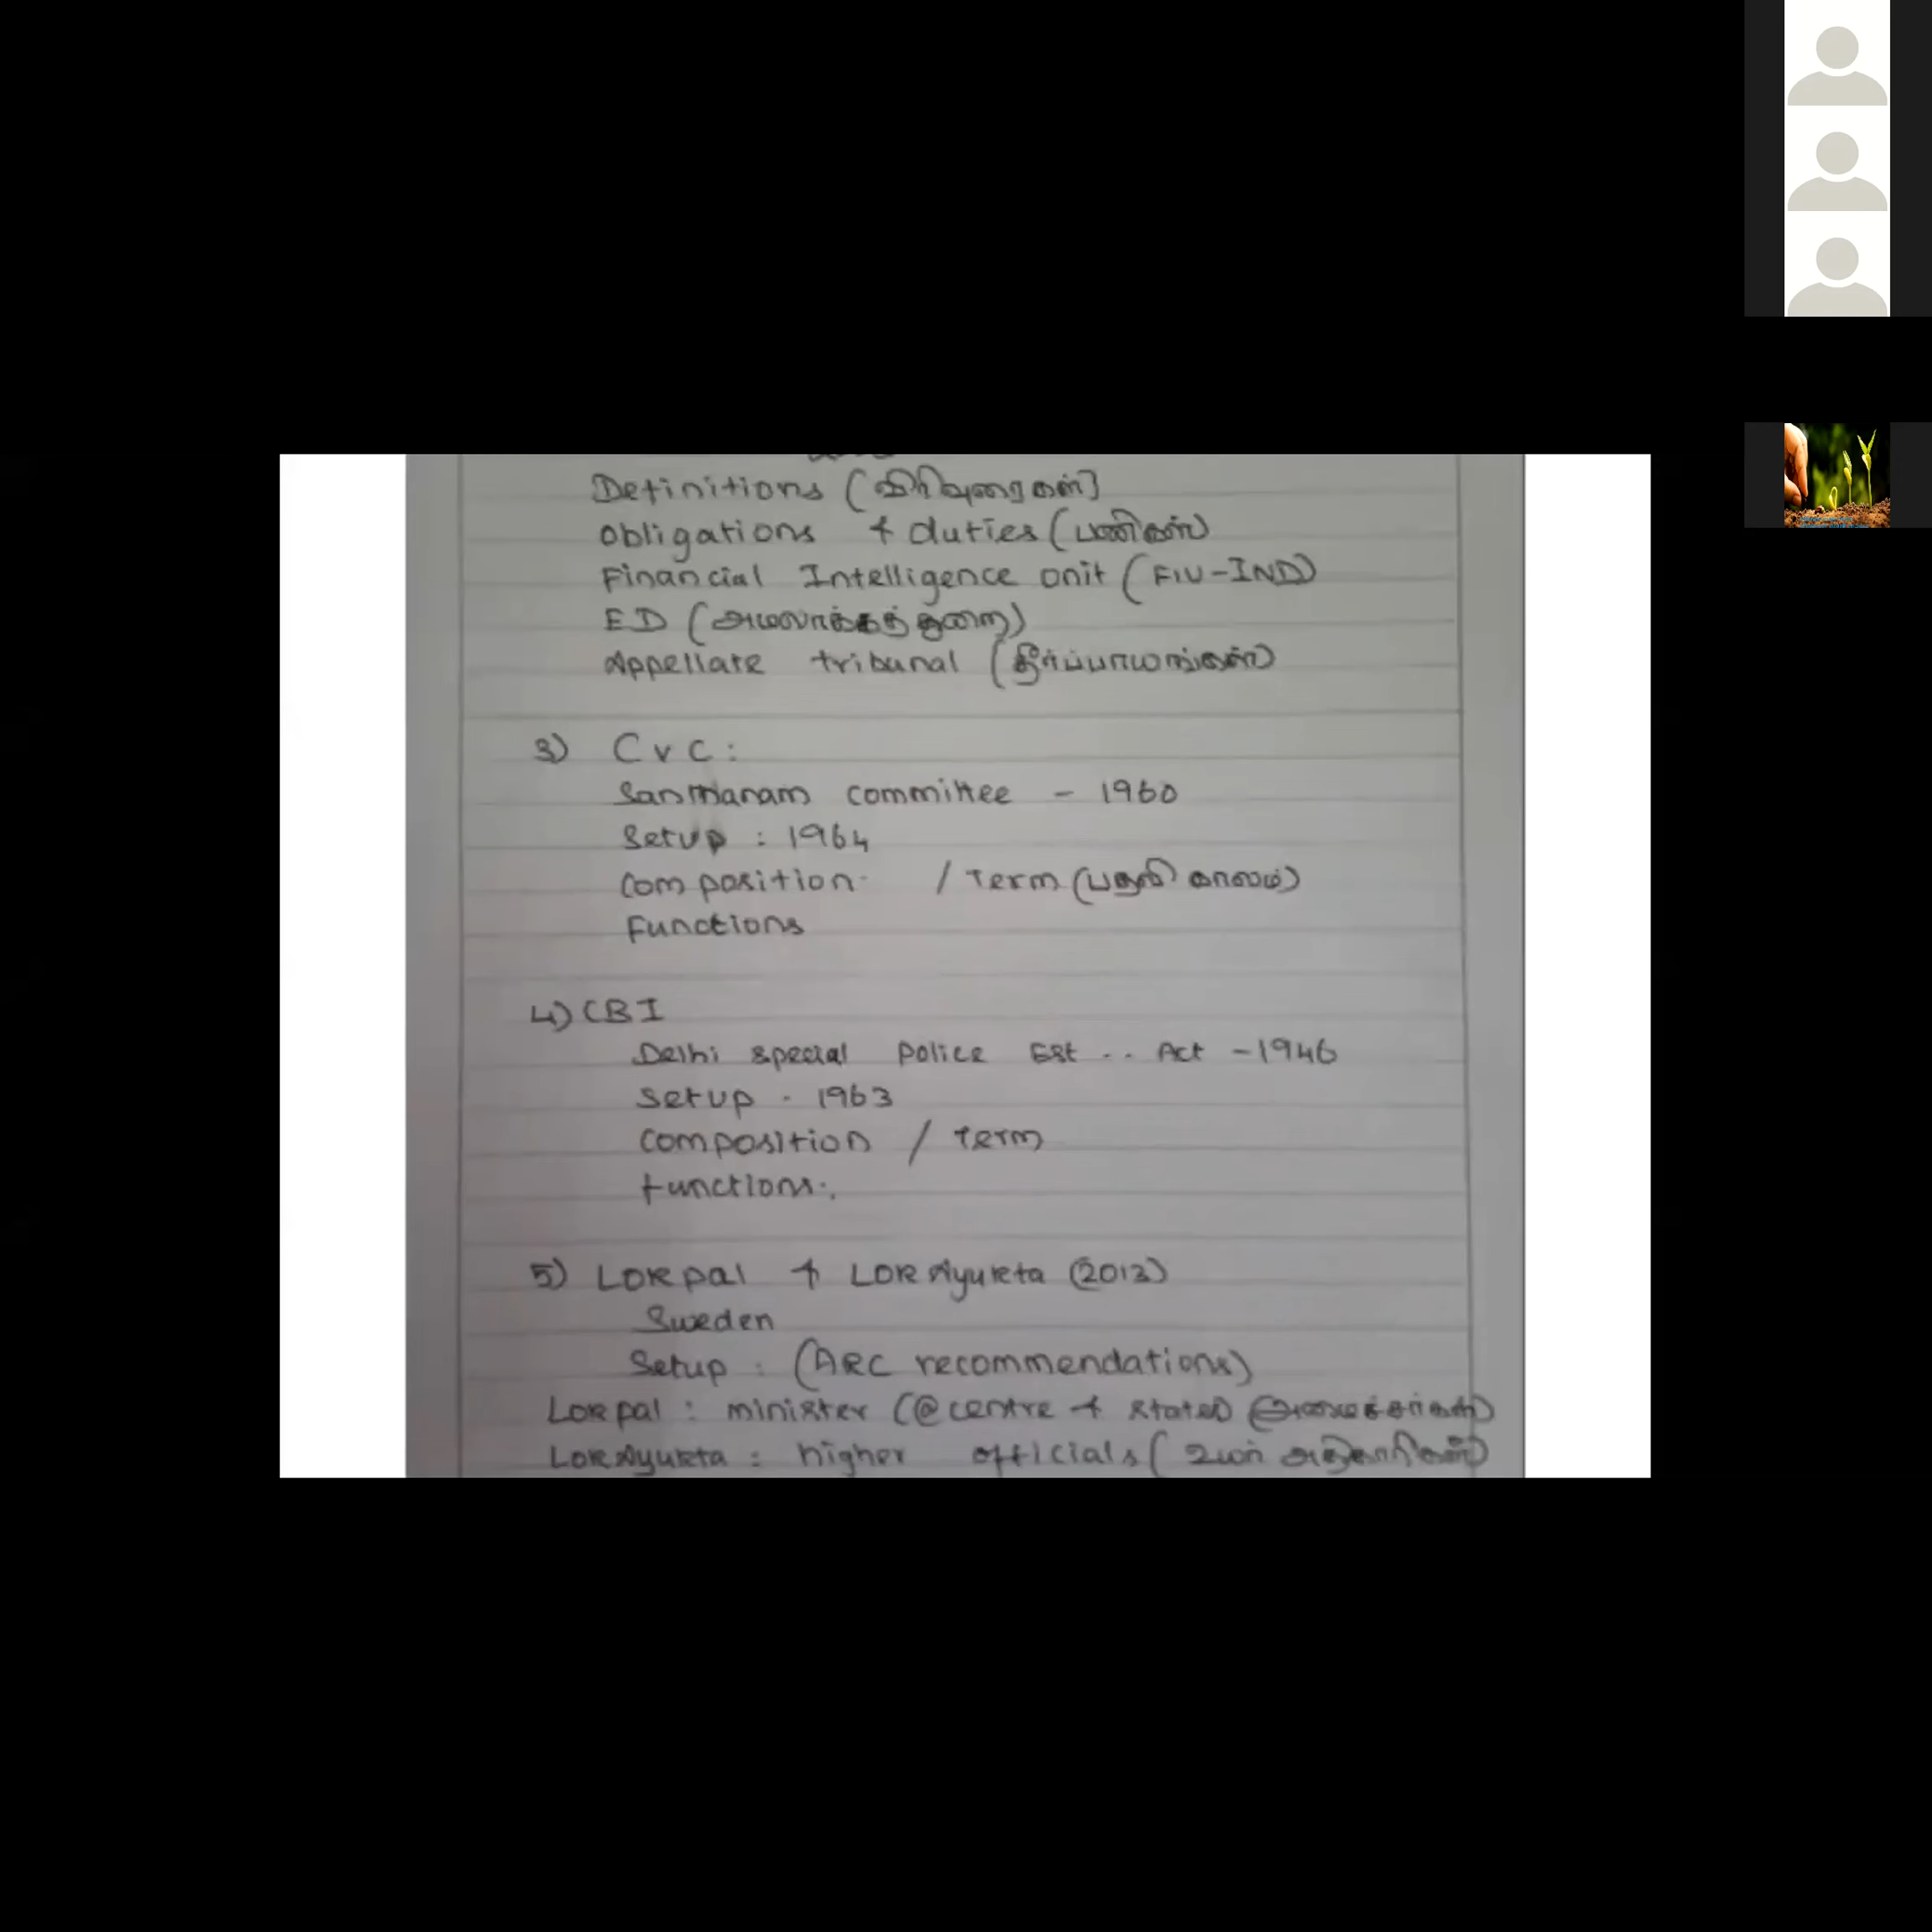 Definitions (விரிவுரைகள்)
Obligations & duties (பணிகள்)
Financial Intelligence Unit (FIU-IND)
ED (அமலாக்கத்துறை)
Appellate tribunal (தீர்ப்பாயங்கள்)
3) CVC:
Santhanam committee - 1960
Setup : 1964
Composition / Term (பதவி காலம்)
Functions
4) CBI
Delhi Special Police Est .. Act - 1946
Setup - 1963
Composition / Term
Functions.
5) Lokpal & LokAyukta (2013)
Sweden
Setup : (ARC recommendations)
Lokpal : minister (@centre & states) (அமைச்சர்கள்)
LokAyukta : higher officials (உயர் அதிகாரிகள்)